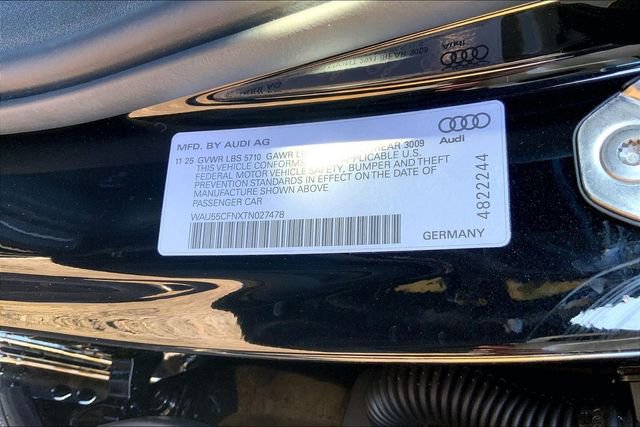 MFD. BY AUDI AG
11 25 GVWR LBS 5710 GAWR REAR 3009
THIS VEHICLE CONFORMS APPLICABLE U.S.
FEDERAL MOTOR VEHICLE SAFETY, BUMPER AND THEFT
PREVENTION STANDARDS IN EFFECT ON THE DATE OF
MANUFACTURE SHOWN ABOVE
PASSENGER CAR
WAU55CFNXTN027478
Audi
4822244
GERMANY